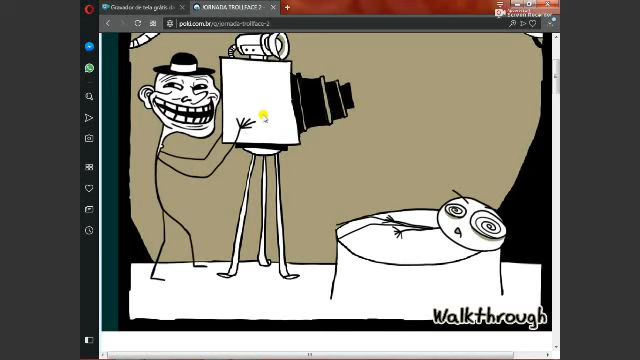 Gravador de tela grátis d
JORNADA TROLLFACE 2 -
Screen Recorder
poki.com.br/g/jornada-trollface-2
Walkthrough